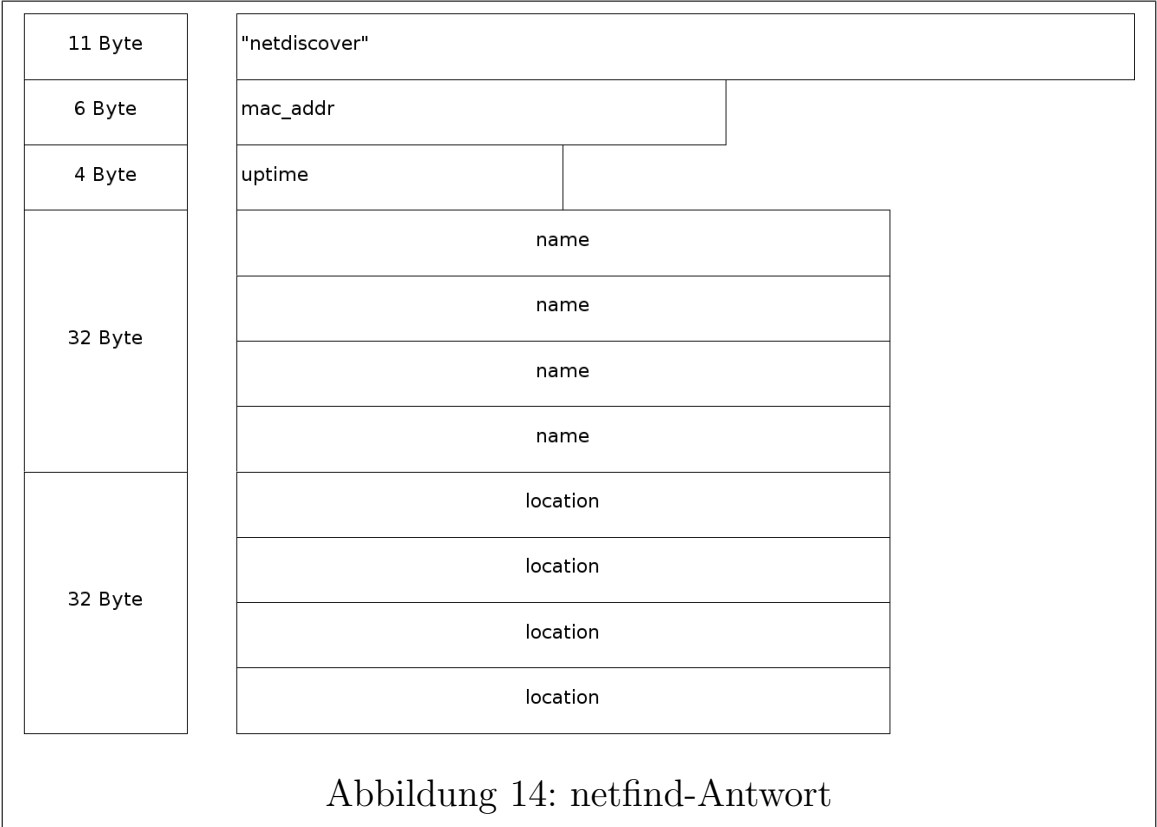 11 Byte "netdiscover"
6 Byte mac_addr
4 Byte uptime
32 Byte
name
name
name
name
32 Byte
location
location
location
location
Abbildung 14: netfind-Antwort